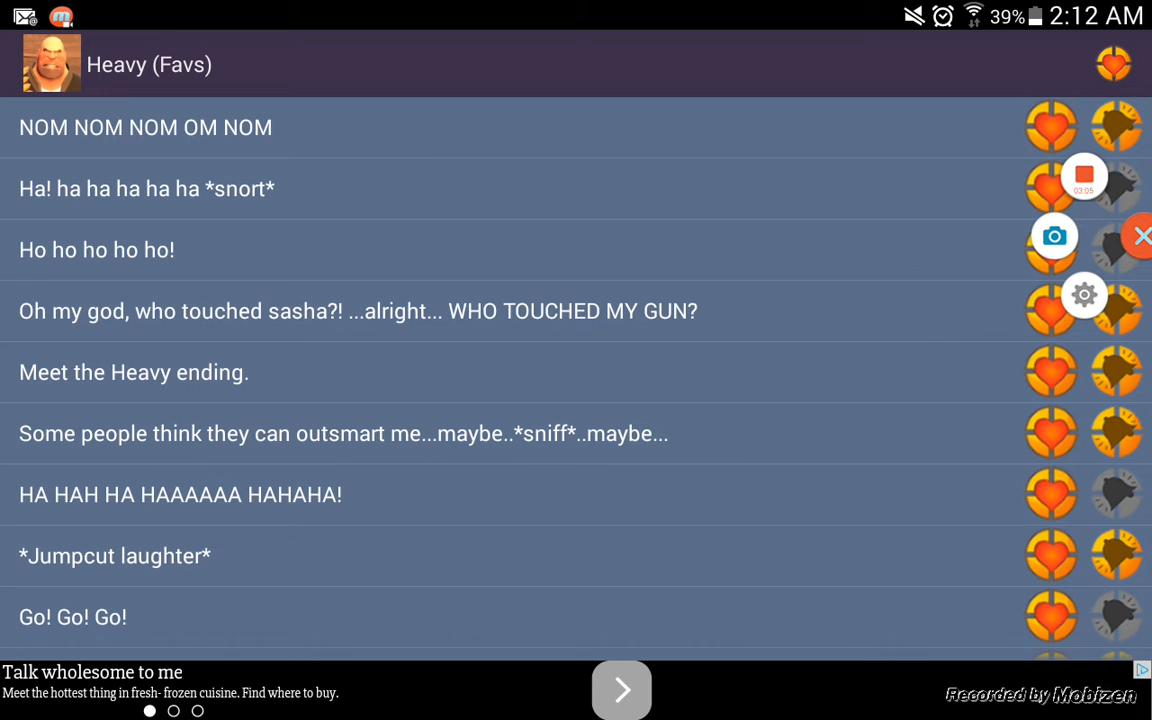 39% 2:12 AM
Heavy (Favs)
NOM NOM NOM OM NOM
Ha! ha ha ha ha ha *snort*
03:05
Ho ho ho ho ho!
Oh my god, who touched sasha?! ...alright... WHO TOUCHED MY GUN?
Meet the Heavy ending.
Some people think they can outsmart me...maybe..*sniff*..maybe...
HA HAH HA HAAAAAA HAHAHA!
*Jumpcut laughter*
Go! Go! Go!
Talk wholesome to me
Meet the hottest thing in fresh- frozen cuisine. Find where to buy.
Recorded by Mobizen